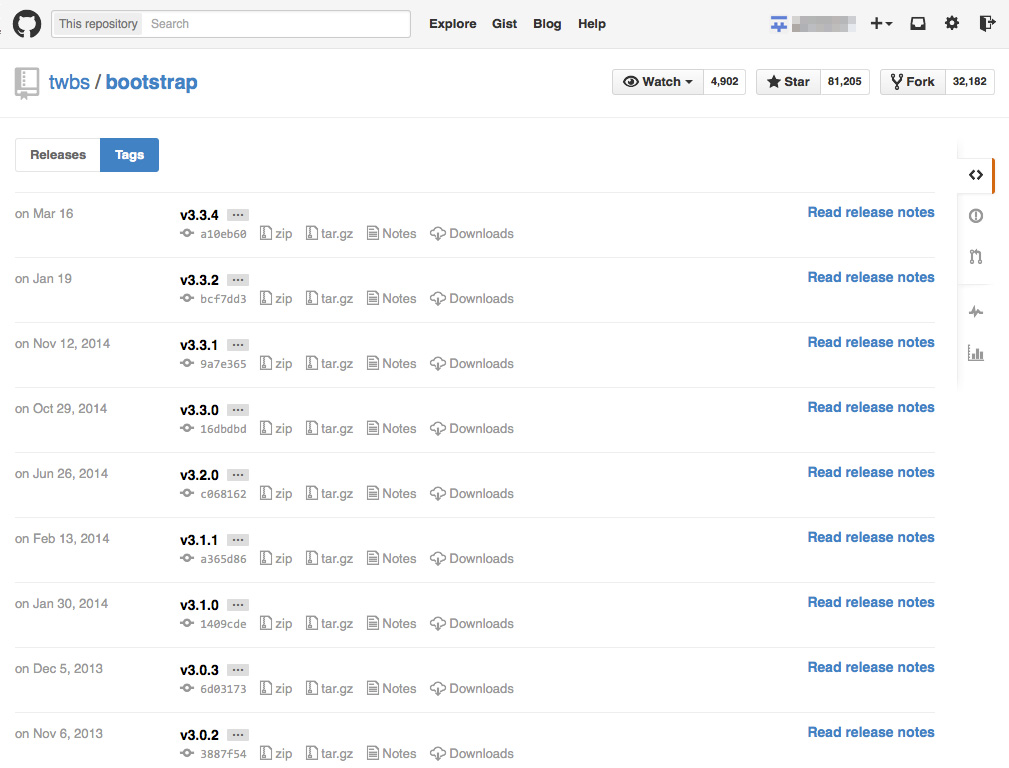 This repository Search Explore Gist Blog Help
twbs / bootstrap Watch 4,902 Star 81,205 Fork 32,182
Releases Tags
on Mar 16 v3.3.4 ... Read release notes
a10eb60 zip tar.gz Notes Downloads
on Jan 19 v3.3.2 ... Read release notes
bcf7dd3 zip tar.gz Notes Downloads
on Nov 12, 2014 v3.3.1 ... Read release notes
9a7e365 zip tar.gz Notes Downloads
on Oct 29, 2014 v3.3.0 ... Read release notes
16dbdbd zip tar.gz Notes Downloads
on Jun 26, 2014 v3.2.0 ... Read release notes
c068162 zip tar.gz Notes Downloads
on Feb 13, 2014 v3.1.1 ... Read release notes
a365d86 zip tar.gz Notes Downloads
on Jan 30, 2014 v3.1.0 ... Read release notes
1409cde zip tar.gz Notes Downloads
on Dec 5, 2013 v3.0.3 ... Read release notes
6d03173 zip tar.gz Notes Downloads
on Nov 6, 2013 v3.0.2 ... Read release notes
3887f54 zip tar.gz Notes Downloads